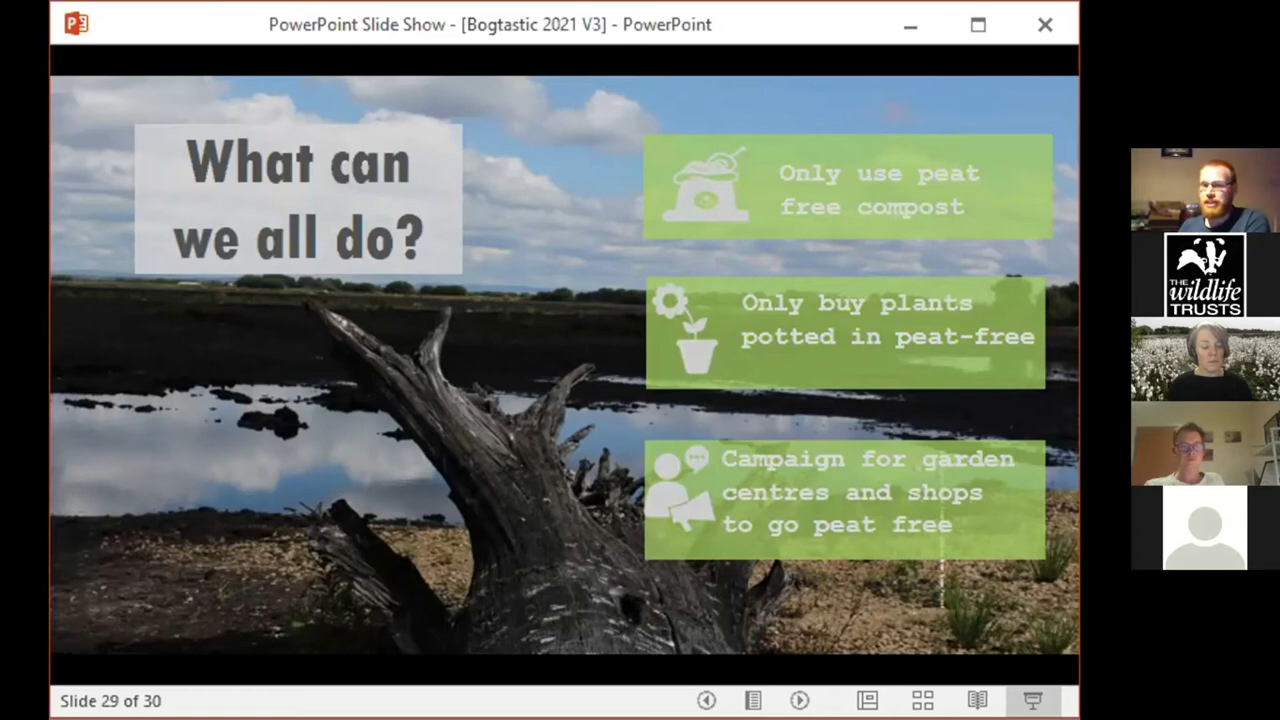 PowerPoint Slide Show - [Bogtastic 2021 V3] - PowerPoint
What can
we all do?
Only use peat
free compost
Only buy plants
potted in peat-free
Campaign for garden
centres and shops
to go peat free
THE
wildlife
TRUSTS
Slide 29 of 30